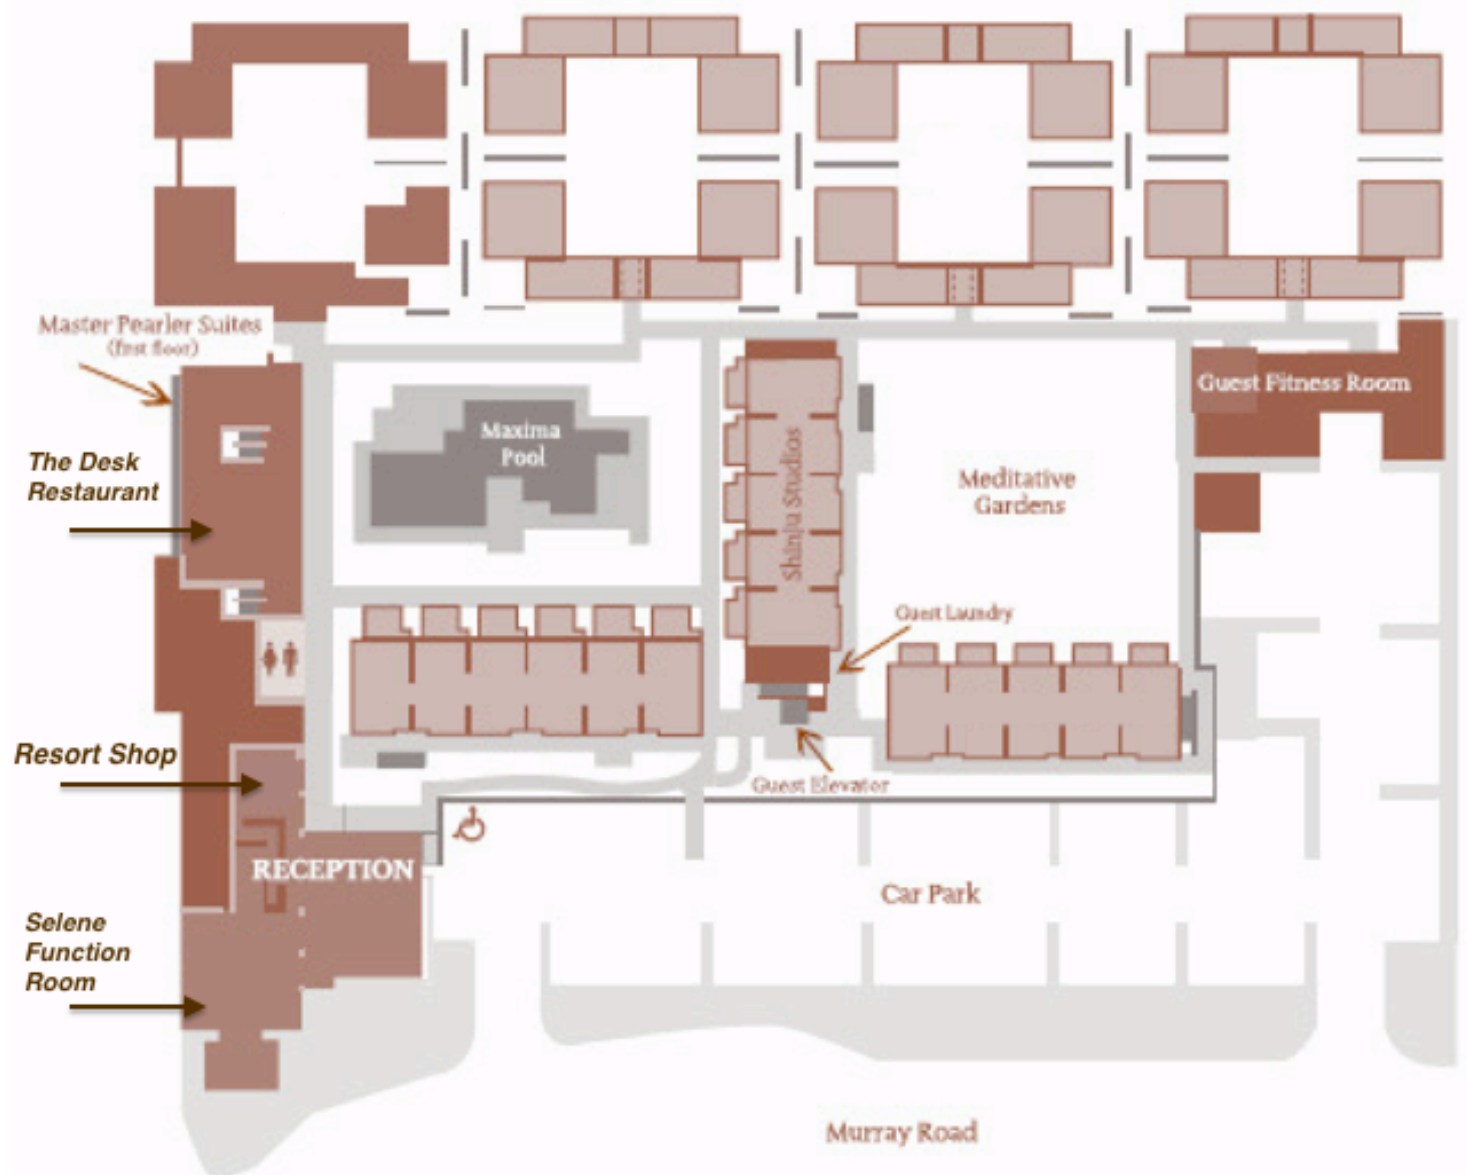 Master Pearler Suites
(first floor)
Guest Fitness Room
Maxima
Pool
The Desk
Restaurant
Shinju Studios
Meditative
Gardens
Guest Laundry
Resort Shop
Guest Elevator
RECEPTION
Car Park
Selene
Function
Room
Murray Road